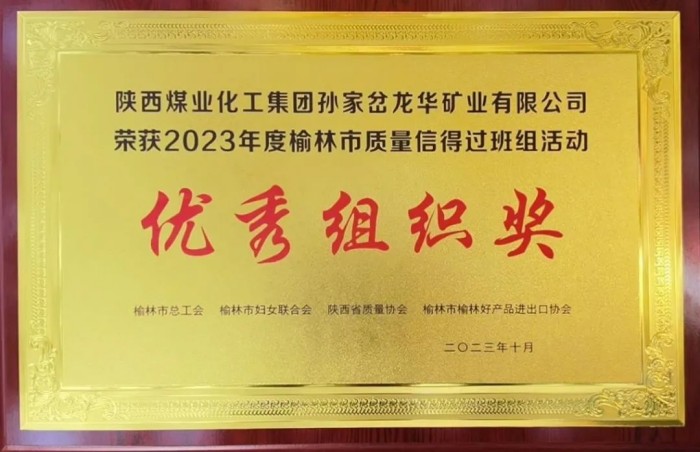 陕西煤业化工集团孙家岔龙华矿业有限公司
荣获2023年度榆林市质量信得过班组活动
优秀组织奖
榆林市总工会 榆林市妇女联合会 陕西省质量协会 榆林市榆林好产品进出口协会
二〇二三年十月